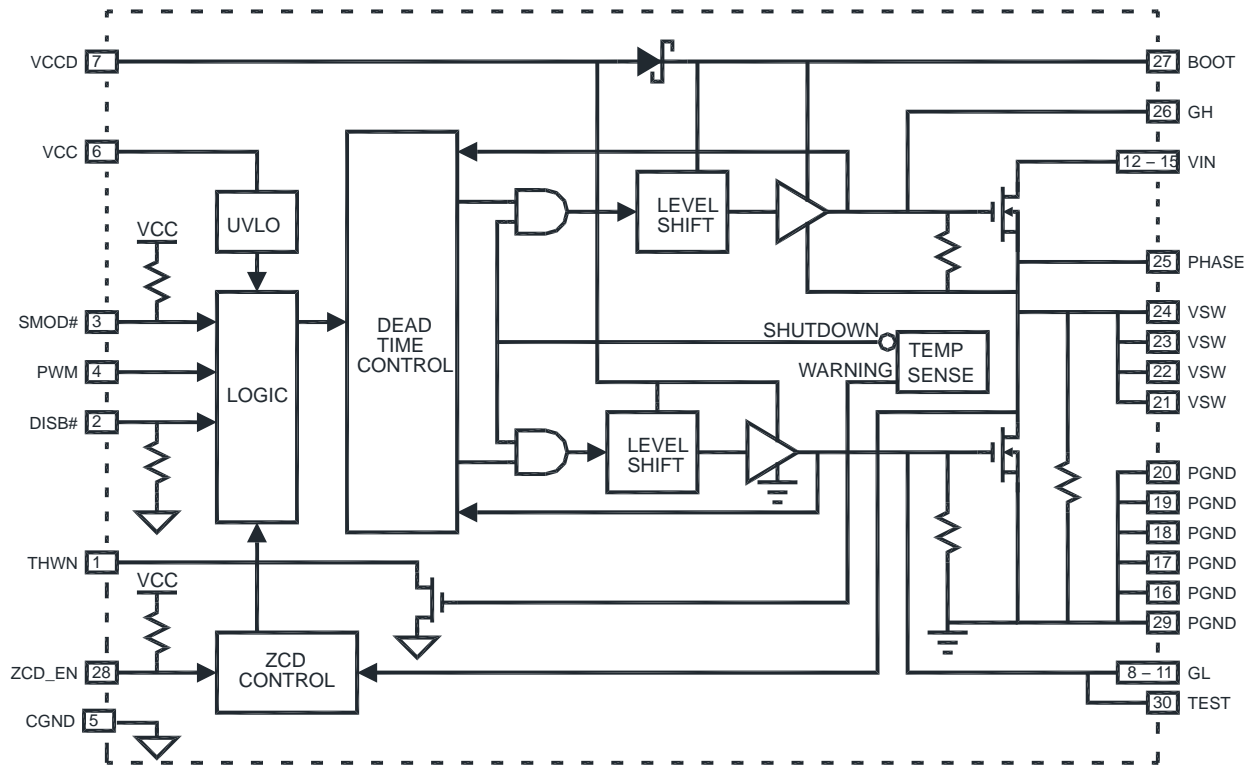 VCCD 7
27 BOOT
26 GH
VCC 6
12 – 15 VIN
UVLO
LEVEL
SHIFT
VCC
25 PHASE
SMOD# 3
24 VSW
DEAD
TIME
CONTROL
SHUTDOWN
TEMP
SENSE
23 VSW
PWM 4
WARNING
22 VSW
LOGIC
21 VSW
DISB# 2
LEVEL
SHIFT
20 PGND
19 PGND
18 PGND
THWN 1
17 PGND
VCC
16 PGND
29 PGND
ZCD
CONTROL
ZCD_EN 28
8 – 11 GL
30 TEST
CGND 5